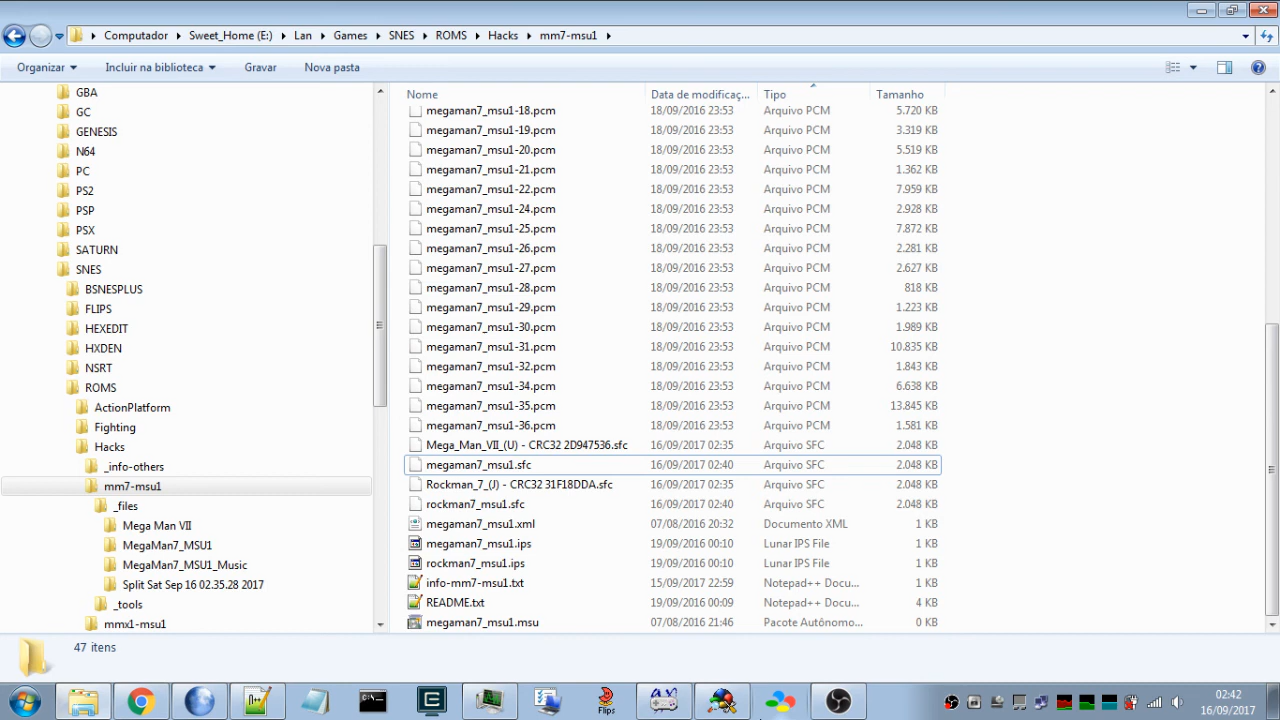 Computador Sweet_Home (E:) Lan Games SNES ROMS Hacks mm7-msu1
Organizar Incluir na biblioteca Gravar Nova pasta
GBA
GC
GENESIS
N64
PC
PS2
PSP
PSX
SATURN
SNES
BSNESPLUS
FLIPS
HEXEDIT
HXDEN
NSRT
ROMS
ActionPlatform
Fighting
Hacks
_info-others
mm7-msu1
_files
Mega Man VII
MegaMan7_MSU1
MegaMan7_MSU1_Music
Split Sat Sep 16 02.35.28 2017
_tools
mmx1-msu1
Nome Data de modificaç... Tipo Tamanho
megaman7_msu1-18.pcm 18/09/2016 23:53 Arquivo PCM 5.720 KB
megaman7_msu1-19.pcm 18/09/2016 23:53 Arquivo PCM 3.319 KB
megaman7_msu1-20.pcm 18/09/2016 23:53 Arquivo PCM 5.519 KB
megaman7_msu1-21.pcm 18/09/2016 23:53 Arquivo PCM 1.362 KB
megaman7_msu1-22.pcm 18/09/2016 23:53 Arquivo PCM 7.959 KB
megaman7_msu1-24.pcm 18/09/2016 23:53 Arquivo PCM 2.928 KB
megaman7_msu1-25.pcm 18/09/2016 23:53 Arquivo PCM 7.872 KB
megaman7_msu1-26.pcm 18/09/2016 23:53 Arquivo PCM 2.281 KB
megaman7_msu1-27.pcm 18/09/2016 23:53 Arquivo PCM 2.627 KB
megaman7_msu1-28.pcm 18/09/2016 23:53 Arquivo PCM 818 KB
megaman7_msu1-29.pcm 18/09/2016 23:53 Arquivo PCM 1.223 KB
megaman7_msu1-30.pcm 18/09/2016 23:53 Arquivo PCM 1.989 KB
megaman7_msu1-31.pcm 18/09/2016 23:53 Arquivo PCM 10.835 KB
megaman7_msu1-32.pcm 18/09/2016 23:53 Arquivo PCM 1.843 KB
megaman7_msu1-34.pcm 18/09/2016 23:53 Arquivo PCM 6.638 KB
megaman7_msu1-35.pcm 18/09/2016 23:53 Arquivo PCM 13.845 KB
megaman7_msu1-36.pcm 18/09/2016 23:53 Arquivo PCM 1.581 KB
Mega_Man_VII_(U) - CRC32 2D947536.sfc 16/09/2017 02:35 Arquivo SFC 2.048 KB
megaman7_msu1.sfc 16/09/2017 02:40 Arquivo SFC 2.048 KB
Rockman_7_(J) - CRC32 31F18DDA.sfc 16/09/2017 02:35 Arquivo SFC 2.048 KB
rockman7_msu1.sfc 16/09/2017 02:40 Arquivo SFC 2.048 KB
megaman7_msu1.xml 07/08/2016 20:32 Documento XML 1 KB
megaman7_msu1.ips 19/09/2016 00:10 Lunar IPS File 1 KB
rockman7_msu1.ips 19/09/2016 00:10 Lunar IPS File 1 KB
info-mm7-msu1.txt 15/09/2017 22:59 Notepad++ Docu... 1 KB
README.txt 19/09/2016 00:09 Notepad++ Docu... 4 KB
megaman7_msu1.msu 07/08/2016 21:46 Pacote Autônomo... 0 KB
47 itens
Flips
02:42
16/09/2017